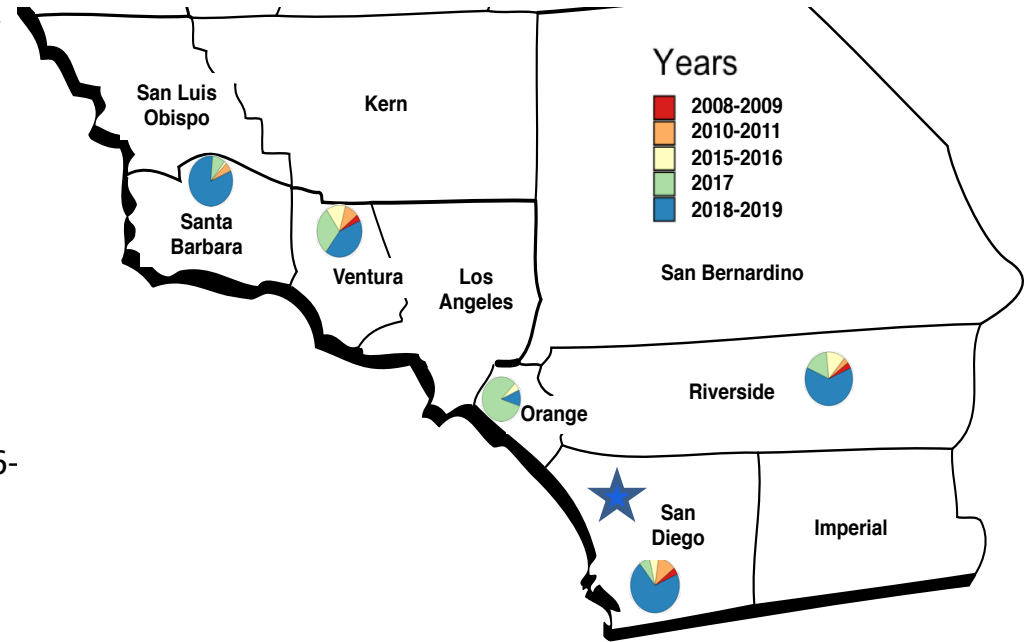 San Luis
Obispo
Kern
Years
2008-2009
2010-2011
2015-2016
2017
2018-2019
Santa
Barbara
Ventura
Los
Angeles
San Bernardino
Riverside
Orange
6-
San
Diego
Imperial